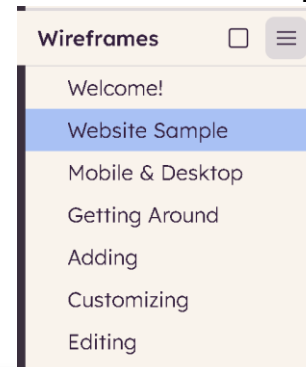 Wireframes
Welcome!
Website Sample
Mobile & Desktop
Getting Around
Adding
Customizing
Editing